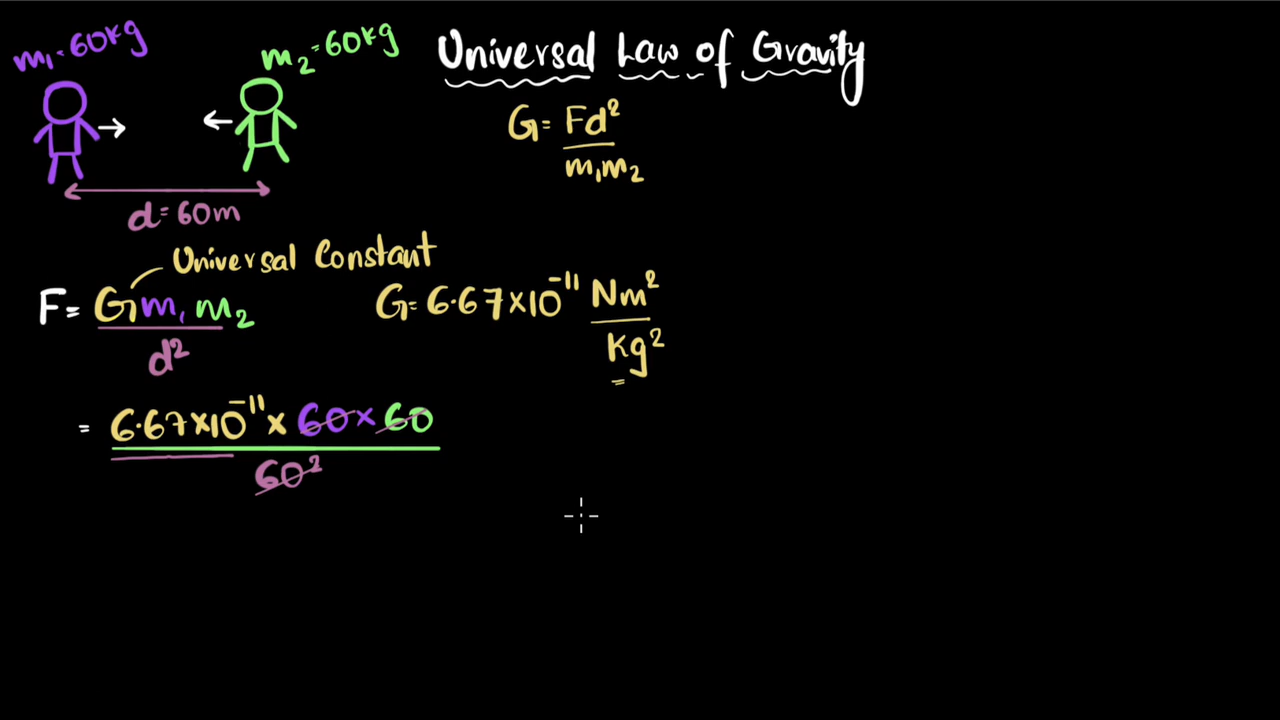 m₁=60kg
m₂=60kg
Universal Law of Gravity
G=Fd²
m₁m₂
d=60m
Universal Constant
F=Gm₁m₂
d²
G=6.67×10⁻¹¹ Nm²
kg²
= 6.67×10⁻¹¹× 60×60
60²